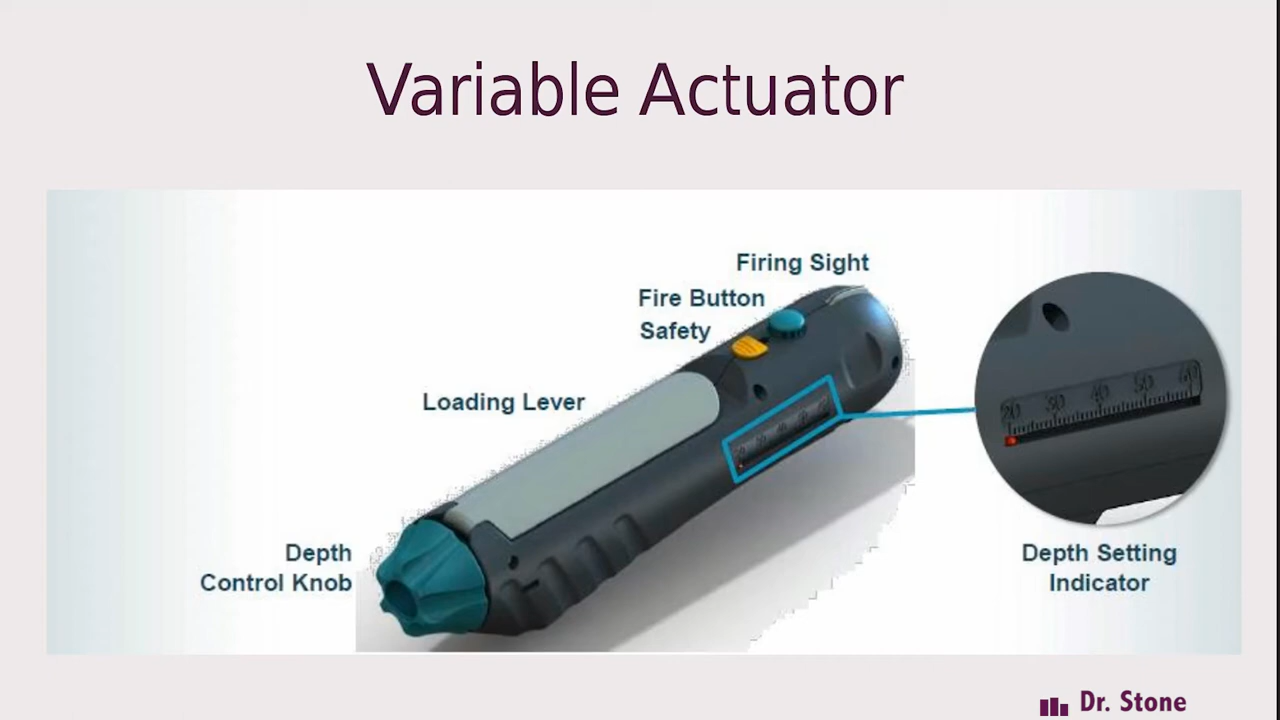 Variable Actuator
Firing Sight
Fire Button
Safety
Loading Lever
Depth
Control Knob
20 30 40 50 60
Depth Setting
Indicator
Dr. Stone